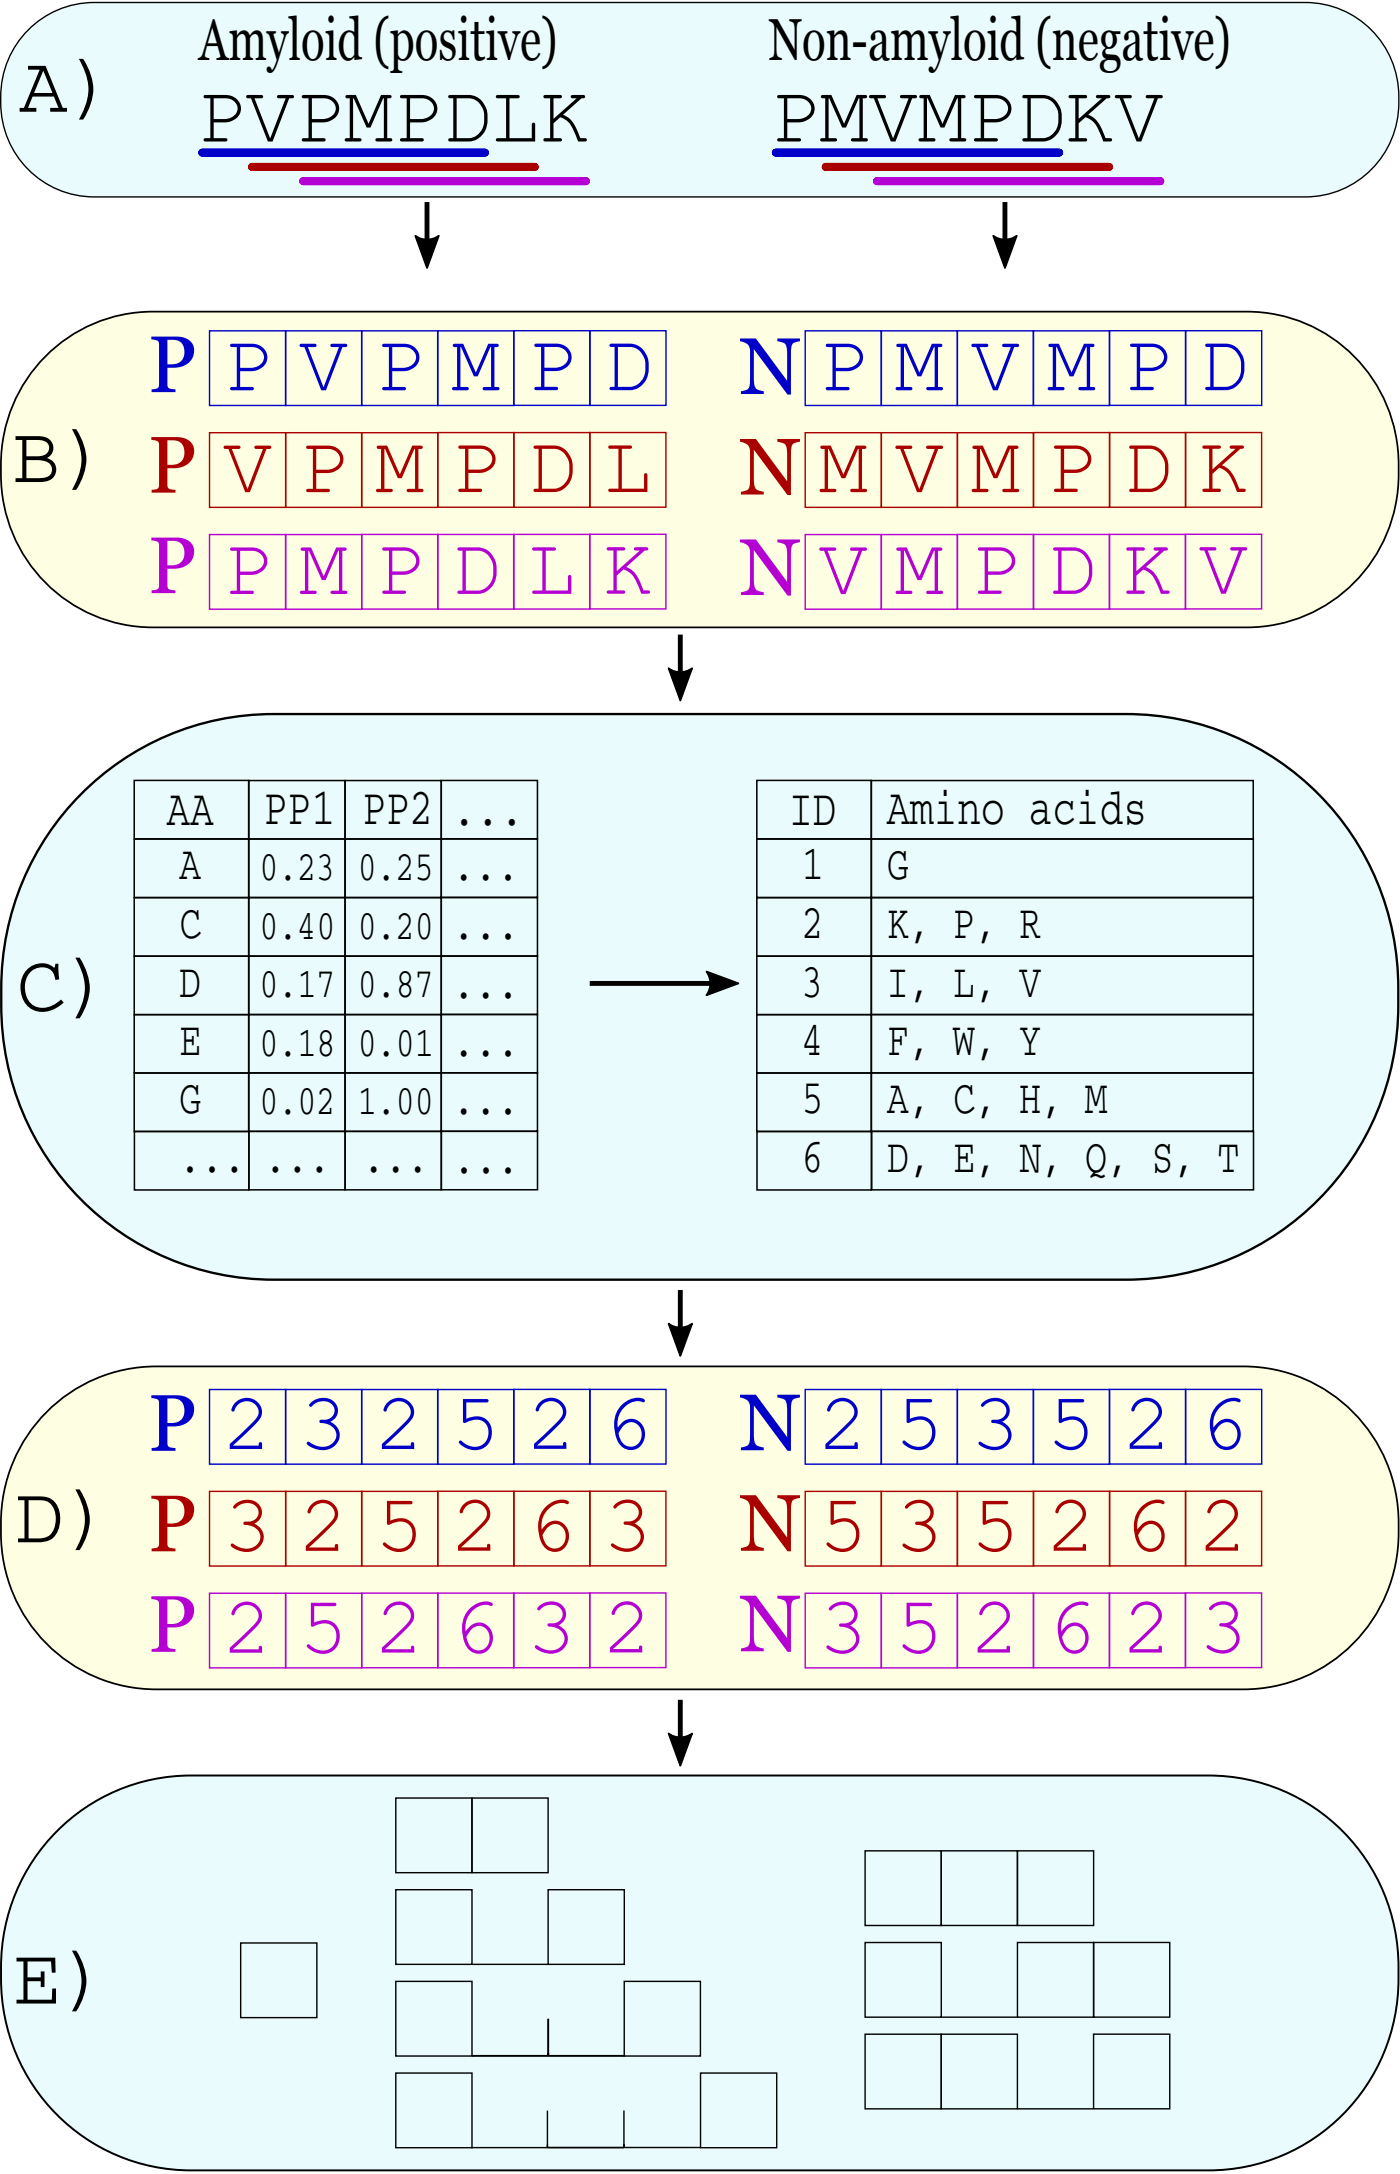 A)
Amyloid (positive) Non-amyloid (negative)
PVPMPDLK PMVMPDKV
B)
P P V P M P D N P M V M P D
P V P M P D L N M V M P D K
P P M P D L K N V M P D K V
C)
AA PP1 PP2 ...
A 0.23 0.25 ...
C 0.40 0.20 ...
D 0.17 0.87 ...
E 0.18 0.01 ...
G 0.02 1.00 ...
... ... ... ...
ID Amino acids
1 G
2 K, P, R
3 I, L, V
4 F, W, Y
5 A, C, H, M
6 D, E, N, Q, S, T
D)
P 2 3 2 5 2 6 N 2 5 3 5 2 6
P 3 2 5 2 6 3 N 5 3 5 2 6 2
P 2 5 2 6 3 2 N 3 5 2 6 2 3
E)